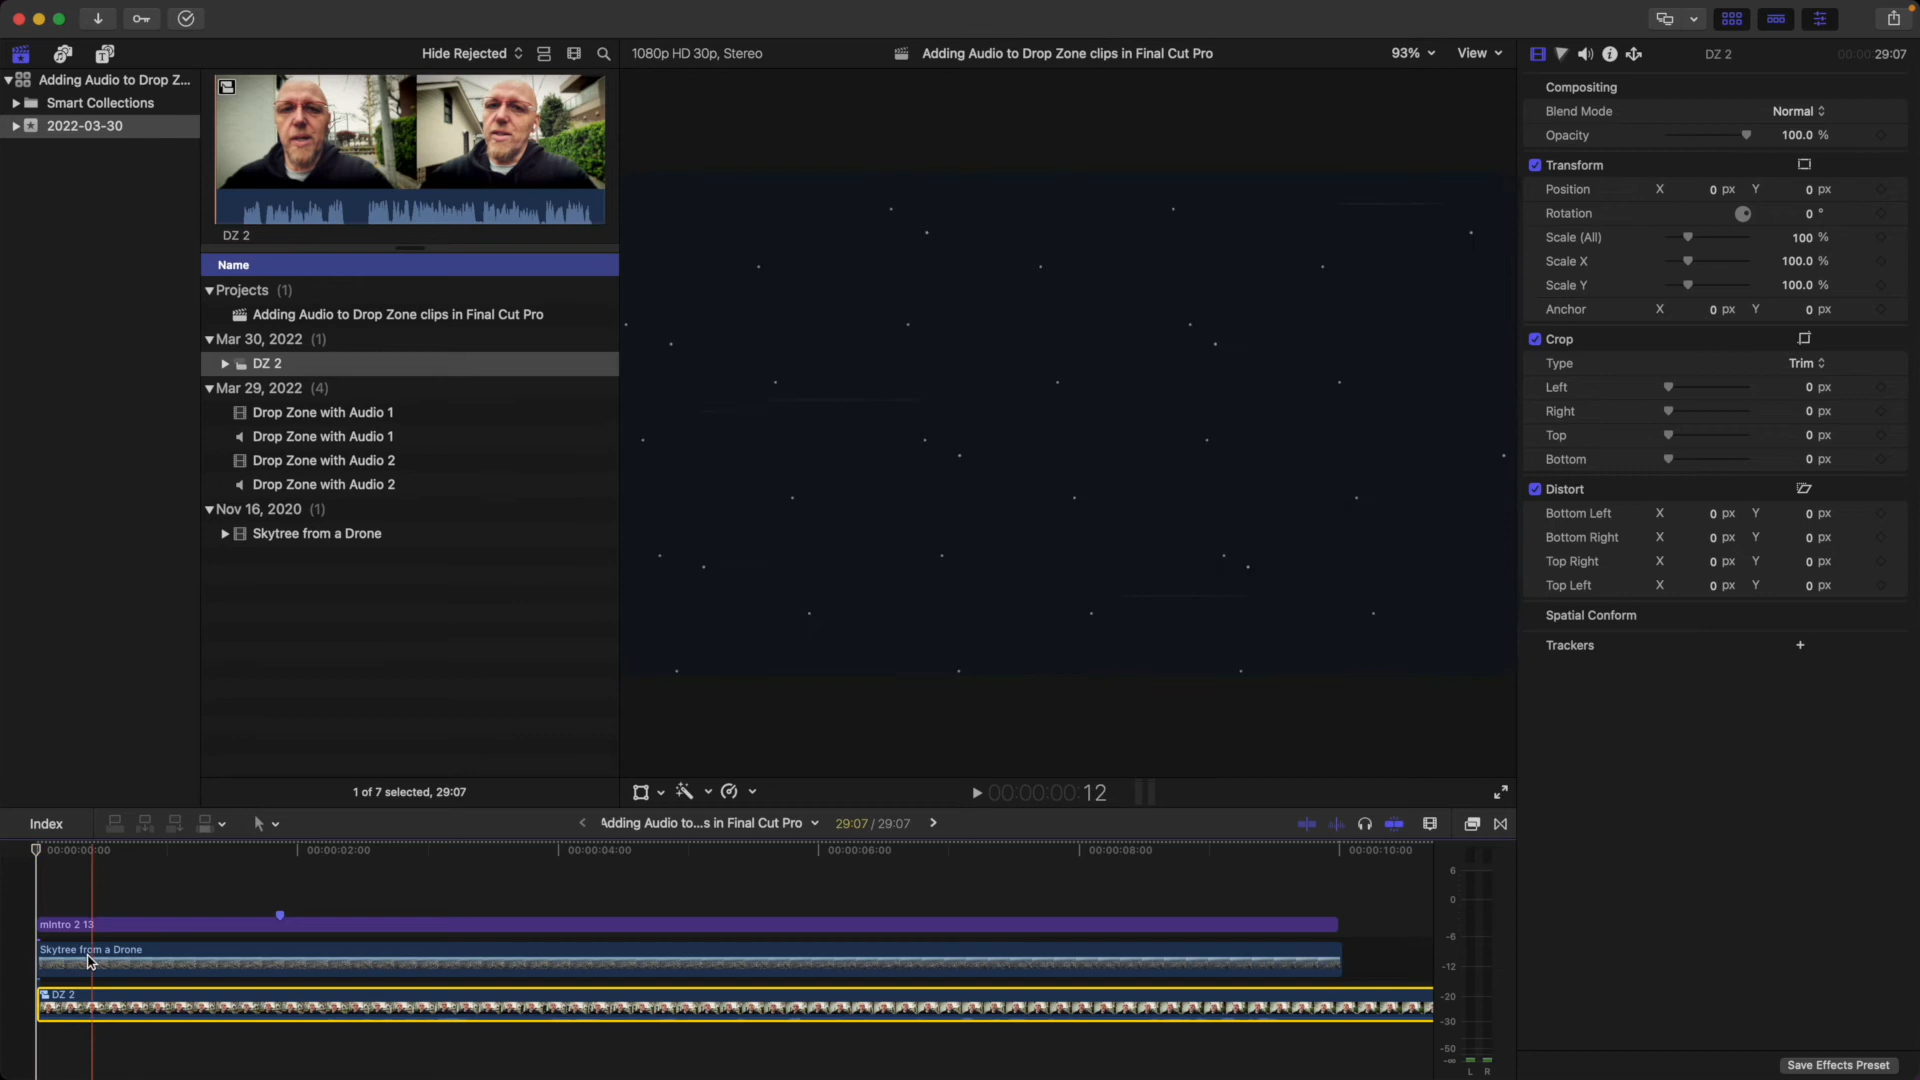 Hide Rejected
1080p HD 30p, Stereo
Adding Audio to Drop Zone clips in Final Cut Pro
93%
View
DZ 2
00:00:00:29:07
Adding Audio to Drop Z...
Smart Collections
2022-03-30
DZ 2
Name
Projects (1)
Adding Audio to Drop Zone clips in Final Cut Pro
Mar 30, 2022 (1)
DZ 2
Mar 29, 2022 (4)
Drop Zone with Audio 1
Drop Zone with Audio 1
Drop Zone with Audio 2
Drop Zone with Audio 2
Nov 16, 2020 (1)
Skytree from a Drone
1 of 7 selected, 29:07
00:00:00:12
Compositing
Blend Mode Normal
Opacity 100.0 %
Transform
Position X 0 px Y 0 px
Rotation 0 °
Scale (All) 100 %
Scale X 100.0 %
Scale Y 100.0 %
Anchor X 0 px Y 0 px
Crop
Type Trim
Left 0 px
Right 0 px
Top 0 px
Bottom 0 px
Distort
Bottom Left X 0 px Y 0 px
Bottom Right X 0 px Y 0 px
Top Right X 0 px Y 0 px
Top Left X 0 px Y 0 px
Spatial Conform
Trackers +
Index
Adding Audio to...s in Final Cut Pro
29:07 / 29:07
00:00:00:00 00:00:02:00 00:00:04:00 00:00:06:00 00:00:08:00 00:00:10:00
mIntro 2 13
Skytree from a Drone
DZ 2
6
0
-6
-12
-20
-30
-50
-∞
L R
Save Effects Preset